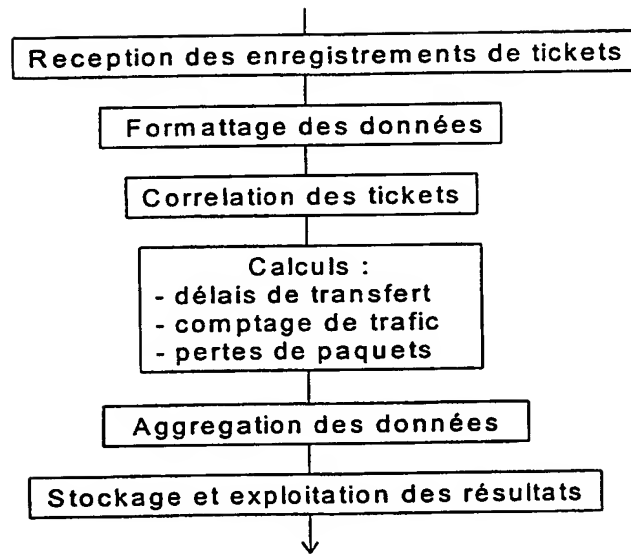 Reception des enregistrements de tickets
Formattage des données
Correlation des tickets
Calculs :
- délais de transfert
- comptage de trafic
- pertes de paquets
Aggregation des données
Stockage et exploitation des résultats